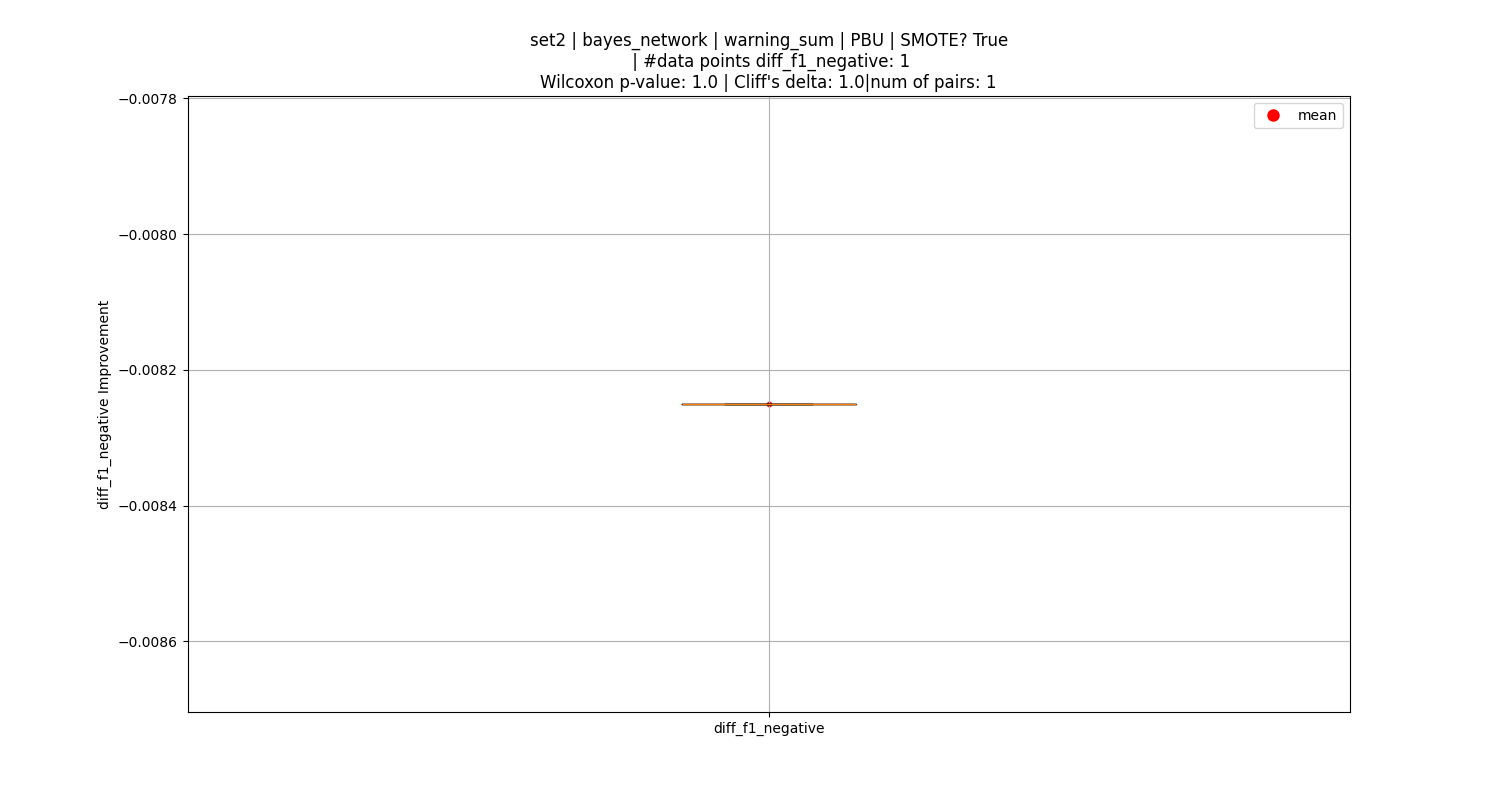 set2 | bayes_network | warning_sum | PBU | SMOTE? True
| #data points diff_f1_negative: 1
Wilcoxon p-value: 1.0 | Cliff's delta: 1.0|num of pairs: 1
mean
−0.0078
−0.0080
−0.0082
−0.0084
−0.0086
diff_f1_negative Improvement
diff_f1_negative